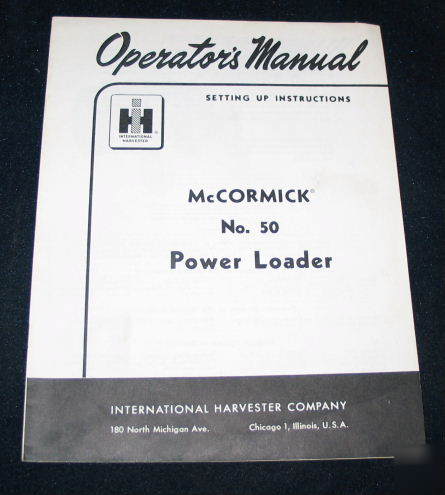 Operator's Manual
SETTING UP INSTRUCTIONS
IH
INTERNATIONAL
HARVESTER
McCORMICK®
No. 50
Power Loader
INTERNATIONAL HARVESTER COMPANY
180 North Michigan Ave. Chicago 1, Illinois, U.S.A.